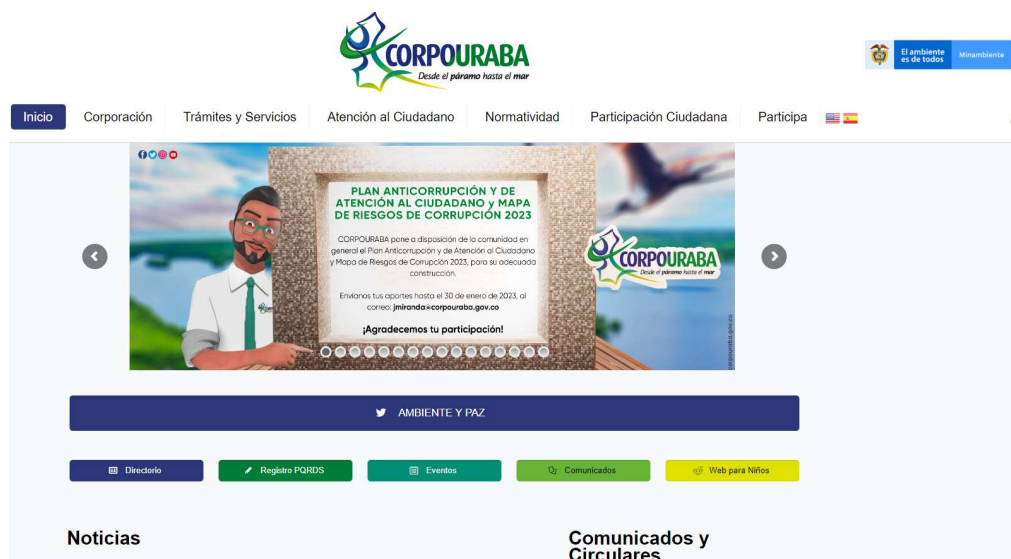 CORPOURABA
Desde el páramo hasta el mar
El ambiente
es de todos
Minambiente
Inicio
Corporación
Trámites y Servicios
Atención al Ciudadano
Normatividad
Participación Ciudadana
Participa
PLAN ANTICORRUPCIÓN Y DE
ATENCIÓN AL CIUDADANO y MAPA
DE RIESGOS DE CORRUPCIÓN 2023
CORPOURABA pone a disposición de la comunidad en
general el Plan Anticorrupción y de Atención al Ciudadano
y Mapa de Riesgos de Corrupción 2023, para su adecuada
construcción.
Envíanos tus aportes hasta el 30 de enero de 2023, al
correo: jmiranda@corpouraba.gov.co
¡Agradecemos tu participación!
CORPOURABA
Desde el páramo hasta el mar
corpouraba.gov.co
AMBIENTE Y PAZ
Directorio
Registro PQRDS
Eventos
Comunicados
Web para Niños
Noticias
Comunicados y
Circulares